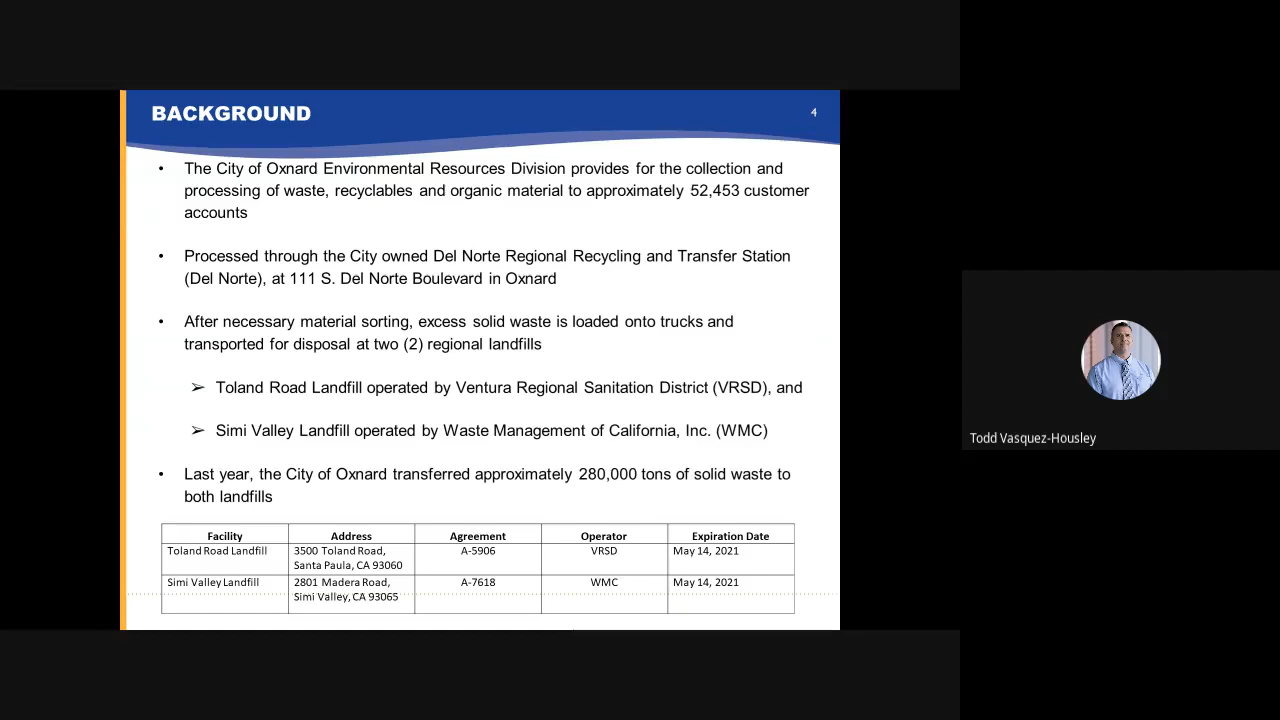 BACKGROUND
4
• The City of Oxnard Environmental Resources Division provides for the collection and
processing of waste, recyclables and organic material to approximately 52,453 customer
accounts
• Processed through the City owned Del Norte Regional Recycling and Transfer Station
(Del Norte), at 111 S. Del Norte Boulevard in Oxnard
• After necessary material sorting, excess solid waste is loaded onto trucks and
transported for disposal at two (2) regional landfills
➢ Toland Road Landfill operated by Ventura Regional Sanitation District (VRSD), and
➢ Simi Valley Landfill operated by Waste Management of California, Inc. (WMC)
• Last year, the City of Oxnard transferred approximately 280,000 tons of solid waste to
both landfills
Facility Address Agreement Operator Expiration Date
Toland Road Landfill 3500 Toland Road, A-5906 VRSD May 14, 2021
Santa Paula, CA 93060
Simi Valley Landfill 2801 Madera Road, A-7618 WMC May 14, 2021
Simi Valley, CA 93065
Todd Vasquez-Housley